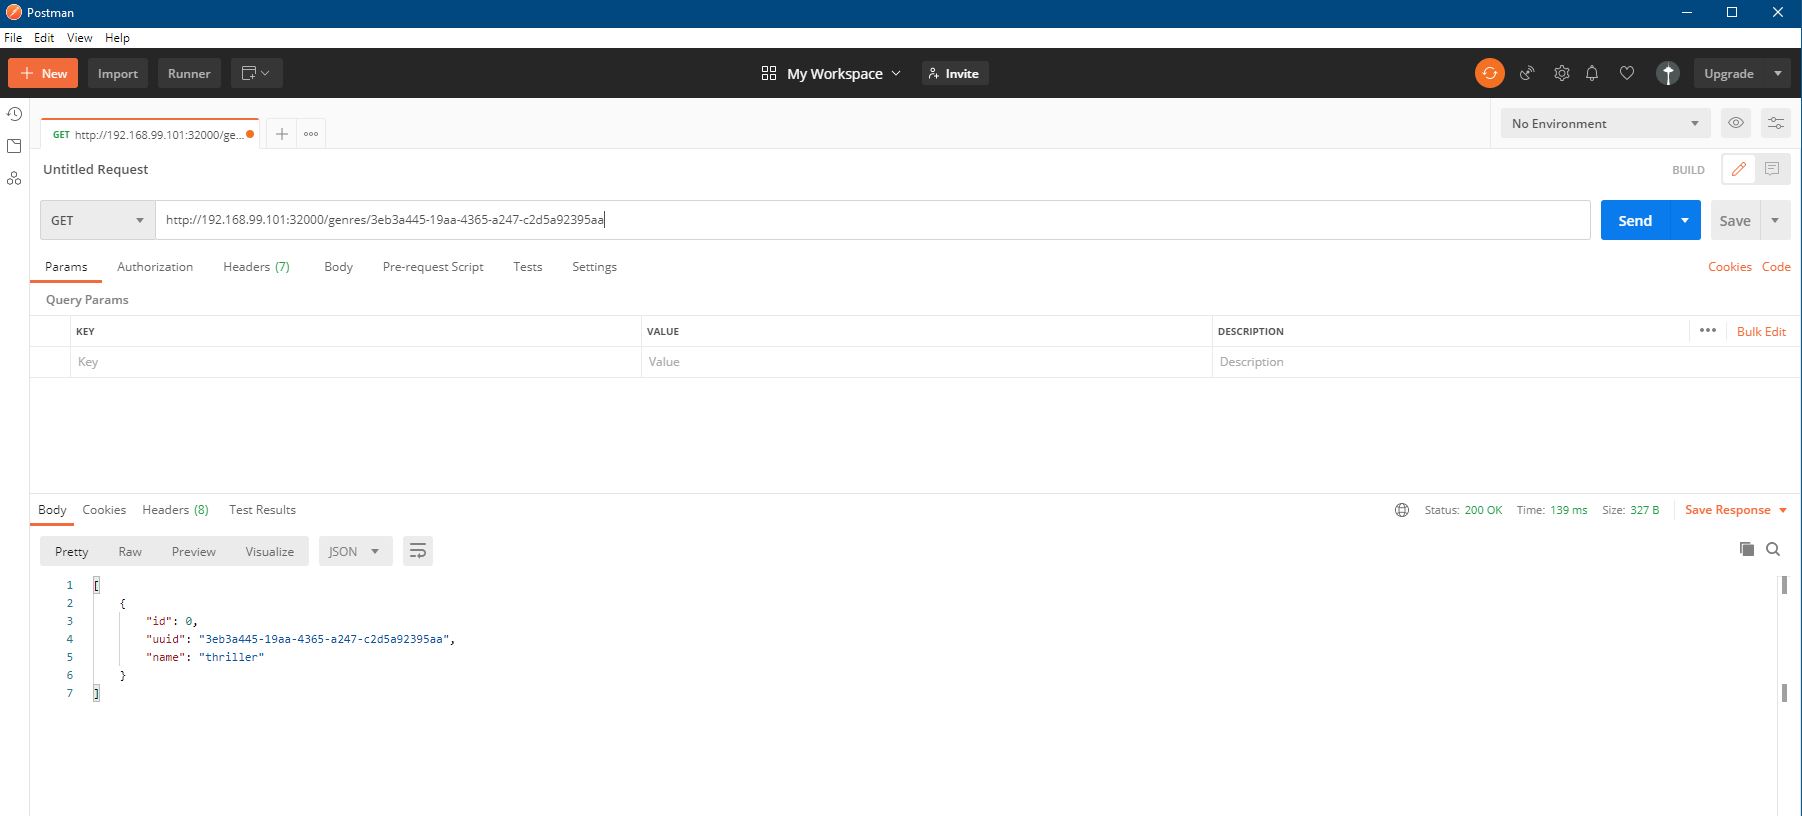 Postman
File Edit View Help
New Import Runner My Workspace Invite Upgrade
GET http://192.168.99.101:32000/ge... No Environment
Untitled Request BUILD
GET http://192.168.99.101:32000/genres/3eb3a445-19aa-4365-a247-c2d5a92395aa Send Save
Params Authorization Headers (7) Body Pre-request Script Tests Settings Cookies Code
Query Params
KEY VALUE DESCRIPTION ••• Bulk Edit
Key Value Description
Body Cookies Headers (8) Test Results Status: 200 OK Time: 139 ms Size: 327 B Save Response
Pretty Raw Preview Visualize JSON
1 [
2 {
3 "id": 0,
4 "uuid": "3eb3a445-19aa-4365-a247-c2d5a92395aa",
5 "name": "thriller"
6 }
7 ]